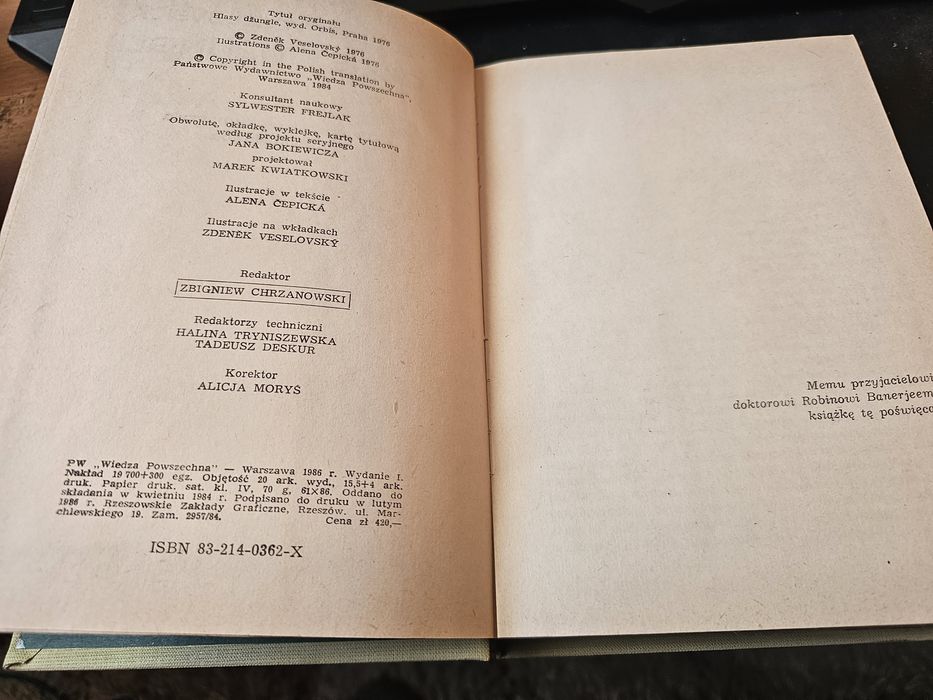 Tytuł oryginału
Hlasy džungle, wyd. Orbis, Praha 1976
© Zdeněk Veselovský 1976
Ilustrations © Alena Čepická 1976
© Copyright in the Polish translation by
Państwowe Wydawnictwo „Wiedza Powszechna",
Warszawa 1984
Konsultant naukowy
SYLWESTER FREJLAK
Obwolutę, okładkę, wyklejkę, kartę tytułową
według projektu seryjnego
JANA BOKIEWICZA
projektował
MAREK KWIATKOWSKI
Ilustracje w tekście
ALENA ČEPICKÁ
Ilustracje na wkładkach
ZDENĚK VESELOVSKÝ
Redaktor
ZBIGNIEW CHRZANOWSKI
Redaktorzy techniczni
HALINA TRYNISZEWSKA
TADEUSZ DESKUR
Korektor
ALICJA MORYŚ
PW „Wiedza Powszechna" — Warszawa 1986 r. Wydanie I.
Nakład 19 700+300 egz. Objętość 20 ark. wyd., 15,5+4 ark.
druk. Papier druk. sat. kl. IV, 70 g, 61×86. Oddano do
składania w kwietniu 1984 r. Podpisano do druku w lutym
1986 r. Rzeszowskie Zakłady Graficzne, Rzeszów. ul. Mar-
chlewskiego 19. Zam. 2957/84. Cena zł 420,—
ISBN 83-214-0362-X
Memu przyjacielowi
doktorowi Robinowi Banerjeem
książkę tę poświęca